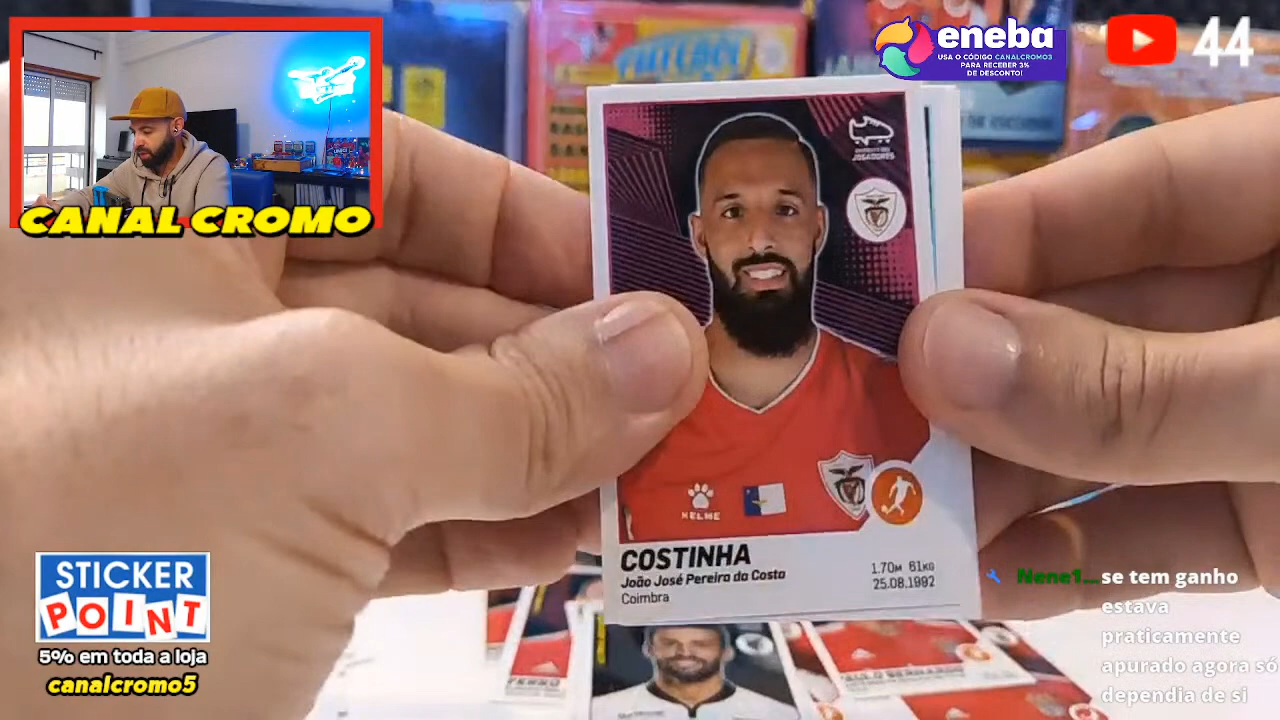 CANAL CROMO
eneba
USA O CÓDIGO CANALCROMO3
PARA RECEBER 3%
DE DESCONTO!
44
JOGADORES
KELME
COSTINHA
João José Pereira da Costa
Coimbra
1.70M 61KG
25.08.1992
STICKER
POINT
5% em toda a loja
canalcromo5
Nene1...se tem ganho
estava
praticamente
apurado agora só
dependia de si